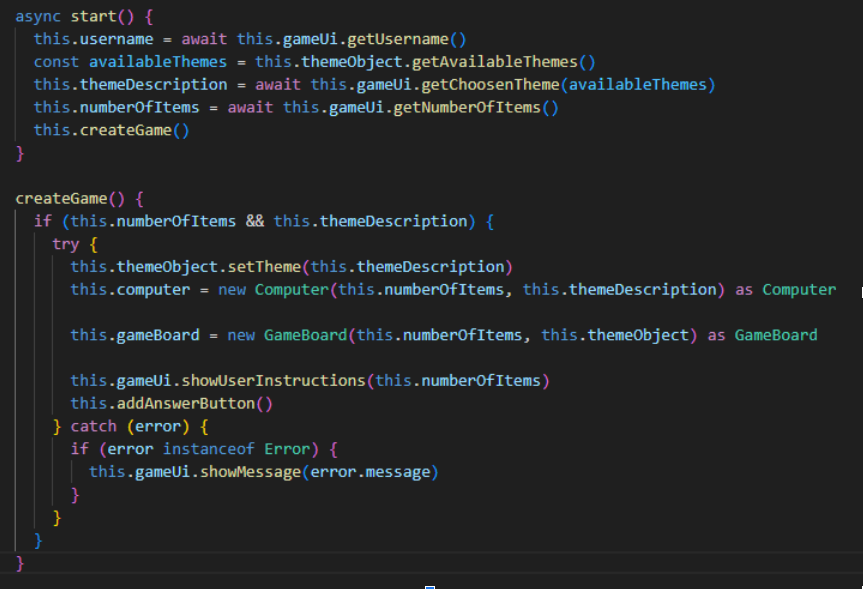 async start() {
this.username = await this.gameUi.getUsername()
const availableThemes = this.themeObject.getAvailableThemes()
this.themeDescription = await this.gameUi.getChoosenTheme(availableThemes)
this.numberOfItems = await this.gameUi.getNumberOfItems()
this.createGame()
}
createGame() {
if (this.numberOfItems && this.themeDescription) {
try {
this.themeObject.setTheme(this.themeDescription)
this.computer = new Computer(this.numberOfItems, this.themeDescription) as Computer
this.gameBoard = new GameBoard(this.numberOfItems, this.themeObject) as GameBoard
this.gameUi.showUserInstructions(this.numberOfItems)
this.addAnswerButton()
} catch (error) {
if (error instanceof Error) {
this.gameUi.showMessage(error.message)
}
}
}
}